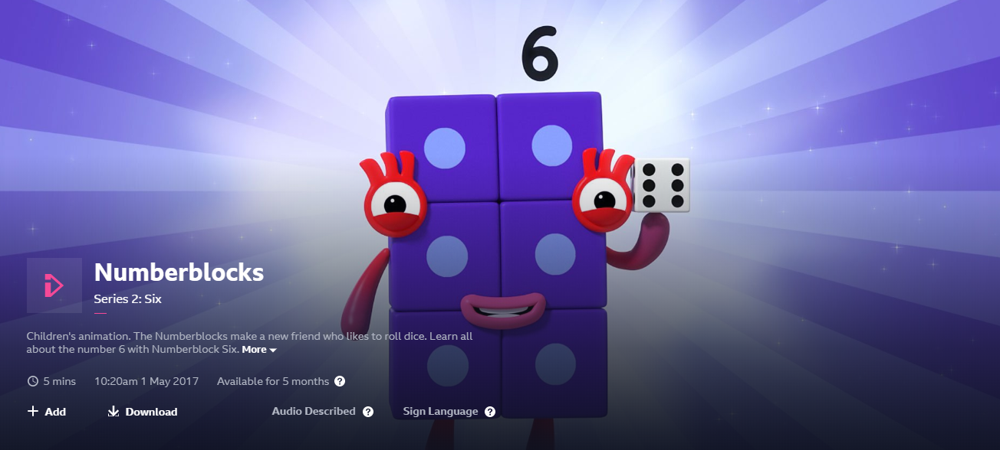 6
Numberblocks
Series 2: Six
Children's animation. The Numberblocks make a new friend who likes to roll dice. Learn all
about the number 6 with Numberblock Six. More
5 mins 10:20am 1 May 2017 Available for 5 months ?
+ Add Download Audio Described ? Sign Language ?